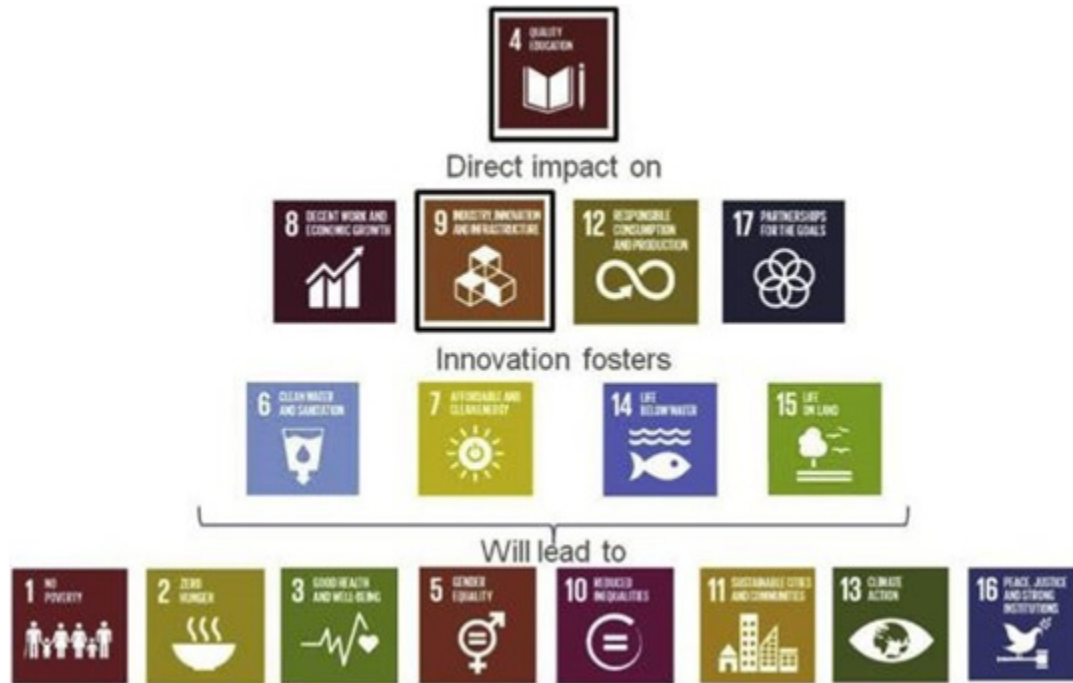 4 QUALITY
EDUCATION
Direct impact on
8 DECENT WORK AND
ECONOMIC GROWTH
9 INDUSTRY, INNOVATION
AND INFRASTRUCTURE
12 RESPONSIBLE
CONSUMPTION
AND PRODUCTION
17 PARTNERSHIPS
FOR THE GOALS
Innovation fosters
6 CLEAN WATER
AND SANITATION
7 AFFORDABLE AND
CLEAN ENERGY
14 LIFE
BELOW WATER
15 LIFE
ON LAND
Will lead to
1 NO
POVERTY
2 ZERO
HUNGER
3 GOOD HEALTH
AND WELL-BEING
5 GENDER
EQUALITY
10 REDUCED
INEQUALITIES
11 SUSTAINABLE CITIES
AND COMMUNITIES
13 CLIMATE
ACTION
16 PEACE, JUSTICE
AND STRONG
INSTITUTIONS